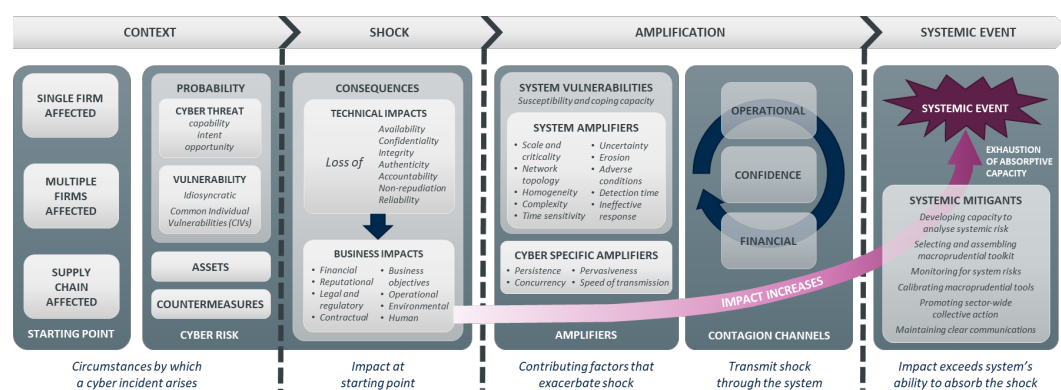 CONTEXT
SHOCK
AMPLIFICATION
SYSTEMIC EVENT
SINGLE FIRM
AFFECTED
MULTIPLE
FIRMS
AFFECTED
SUPPLY
CHAIN
AFFECTED
STARTING POINT
PROBABILITY
CYBER THREAT
capability
intent
opportunity
VULNERABILITY
Idiosyncratic
Common Individual
Vulnerabilities (CIVs)
ASSETS
COUNTERMEASURES
CYBER RISK
Circumstances by which
a cyber incident arises
CONSEQUENCES
TECHNICAL IMPACTS
Loss of
Availability
Confidentiality
Integrity
Authenticity
Accountability
Non-repudiation
Reliability
BUSINESS IMPACTS
• Financial
• Reputational
• Legal and
regulatory
• Contractual
• Business
objectives
• Operational
• Environmental
• Human
Impact at
starting point
SYSTEM VULNERABILITIES
Susceptibility and coping capacity
SYSTEM AMPLIFIERS
• Scale and
criticality
• Network
topology
• Homogeneity
• Complexity
• Time sensitivity
• Uncertainty
• Erosion
• Adverse
conditions
• Detection time
• Ineffective
response
CYBER SPECIFIC AMPLIFIERS
• Persistence
• Concurrency
• Pervasiveness
• Speed of transmission
AMPLIFIERS
Contributing factors that
exacerbate shock
OPERATIONAL
CONFIDENCE
FINANCIAL
IMPACT INCREASES
CONTAGION CHANNELS
Transmit shock
through the system
SYSTEMIC EVENT
EXHAUSTION
OF ABSORPTIVE
CAPACITY
SYSTEMIC MITIGANTS
Developing capacity to
analyse systemic risk
Selecting and assembling
macroprudential toolkit
Monitoring for system risks
Calibrating macroprudential tools
Promoting sector-wide
collective action
Maintaining clear communications
Impact exceeds system's
ability to absorb the shock